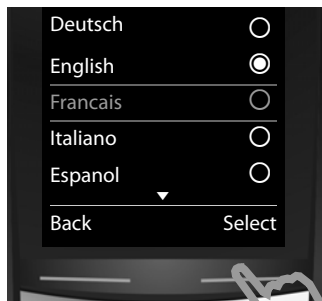 Deutsch
English
Francais
Italiano
Espanol
Back Select